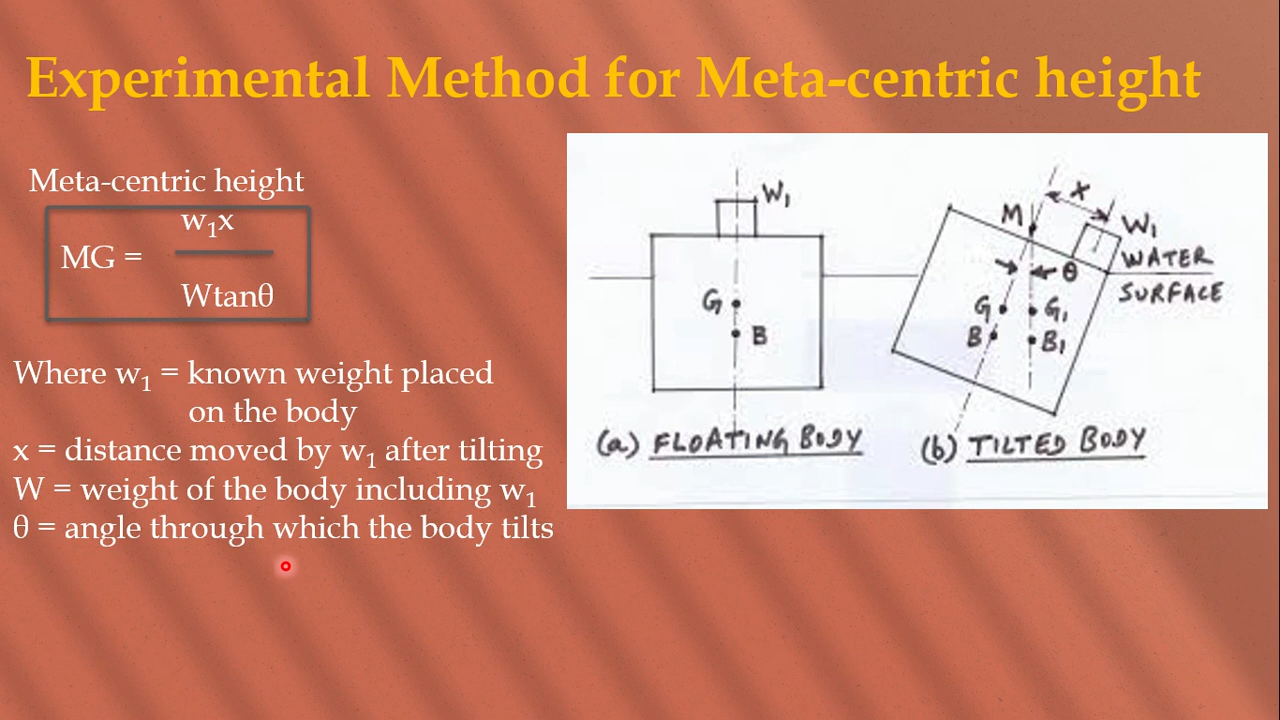 Experimental Method for Meta-centric height
Meta-centric height
MG =
w₁x
Wtanθ
Where w₁ = known weight placed
on the body
x = distance moved by w₁ after tilting
W = weight of the body including w₁
θ = angle through which the body tilts
W₁
G
B
(a) FLOATING BODY
x
M
W₁
WATER
SURFACE
θ
G G₁
B B₁
(b) TILTED BODY